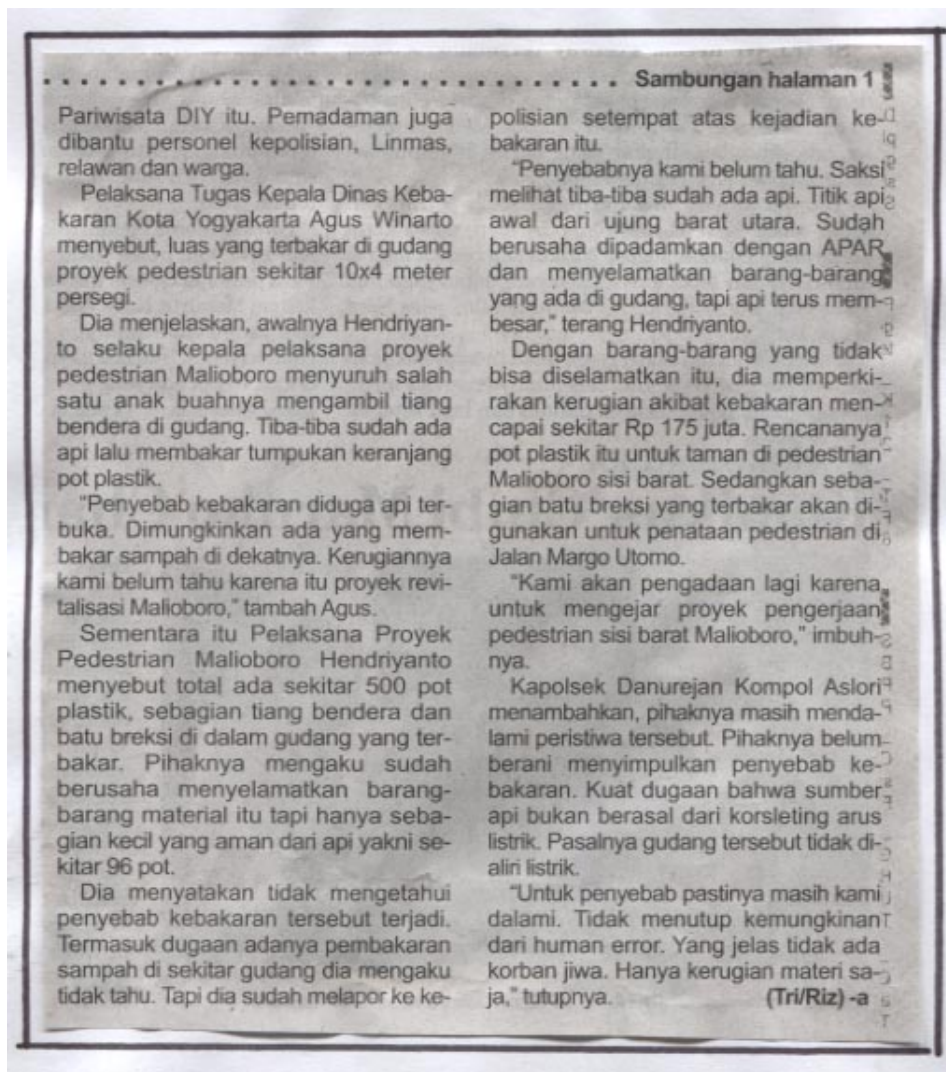 . . . . . . . . . . . . . . . . . . . . . . . . . . . . . . . . . Sambungan halaman 1
Pariwisata DIY itu. Pemadaman juga
dibantu personel kepolisian, Linmas,
relawan dan warga.
Pelaksana Tugas Kepala Dinas Keba-
karan Kota Yogyakarta Agus Winarto
menyebut, luas yang terbakar di gudang
proyek pedestrian sekitar 10x4 meter
persegi.
Dia menjelaskan, awalnya Hendriyan-
to selaku kepala pelaksana proyek
pedestrian Malioboro menyuruh salah
satu anak buahnya mengambil tiang
bendera di gudang. Tiba-tiba sudah ada
api lalu membakar tumpukan keranjang
pot plastik.
"Penyebab kebakaran diduga api ter-
buka. Dimungkinkan ada yang mem-
bakar sampah di dekatnya. Kerugiannya
kami belum tahu karena itu proyek revi-
talisasi Malioboro," tambah Agus.
Sementara itu Pelaksana Proyek
Pedestrian Malioboro Hendriyanto
menyebut total ada sekitar 500 pot
plastik, sebagian tiang bendera dan
batu breksi di dalam gudang yang ter-
bakar. Pihaknya mengaku sudah
berusaha menyelamatkan barang-
barang material itu tapi hanya seba-
gian kecil yang aman dari api yakni se-
kitar 96 pot.
Dia menyatakan tidak mengetahui
penyebab kebakaran tersebut terjadi.
Termasuk dugaan adanya pembakaran
sampah di sekitar gudang dia mengaku
tidak tahu. Tapi dia sudah melapor ke ke-
polisian setempat atas kejadian ke-
bakaran itu.
"Penyebabnya kami belum tahu. Saksi
melihat tiba-tiba sudah ada api. Titik api
awal dari ujung barat utara. Sudah
berusaha dipadamkan dengan APAR
dan menyelamatkan barang-barang
yang ada di gudang, tapi api terus mem-
besar," terang Hendriyanto.
Dengan barang-barang yang tidak
bisa diselamatkan itu, dia memperki-
rakan kerugian akibat kebakaran men-
capai sekitar Rp 175 juta. Rencananya
pot plastik itu untuk taman di pedestrian
Malioboro sisi barat. Sedangkan seba-
gian batu breksi yang terbakar akan di-
gunakan untuk penataan pedestrian di
Jalan Margo Utomo.
"Kami akan pengadaan lagi karena
untuk mengejar proyek pengerjaan
pedestrian sisi barat Malioboro," imbuh-
nya.
Kapolsek Danurejan Kompol Aslori
menambahkan, pihaknya masih menda-
lami peristiwa tersebut. Pihaknya belum
berani menyimpulkan penyebab ke-
bakaran. Kuat dugaan bahwa sumber
api bukan berasal dari korsleting arus
listrik. Pasalnya gudang tersebut tidak di-
aliri listrik.
"Untuk penyebab pastinya masih kami
dalami. Tidak menutup kemungkinan
dari human error. Yang jelas tidak ada
korban jiwa. Hanya kerugian materi sa-
ja," tutupnya. (Tri/Riz) -a